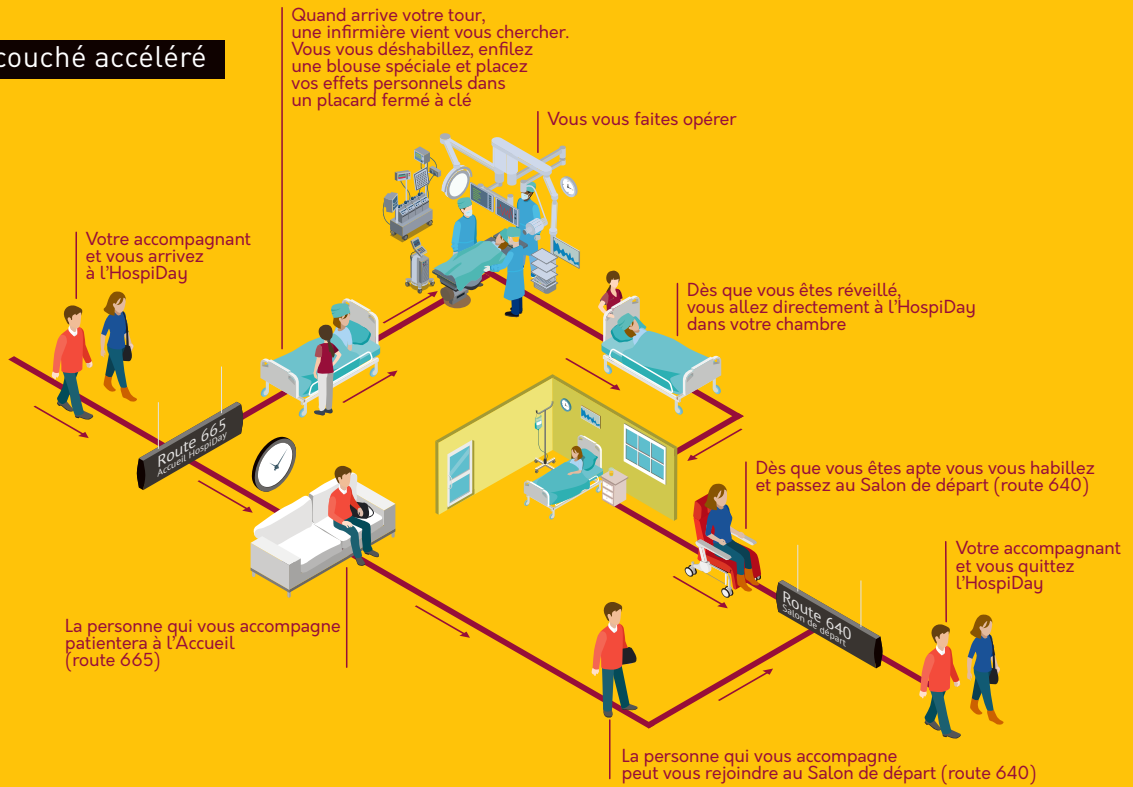 couché accéléré
Quand arrive votre tour,
une infirmière vient vous chercher.
Vous vous déshabillez, enfilez
une blouse spéciale et placez
vos effets personnels dans
un placard fermé à clé
Vous vous faites opérer
Votre accompagnant
et vous arrivez
à l'HospiDay
Dès que vous êtes réveillé,
vous allez directement à l'HospiDay
dans votre chambre
Route 665
Accueil HospiDay
Dès que vous êtes apte vous vous habillez
et passez au Salon de départ (route 640)
Votre accompagnant
et vous quittez
l'HospiDay
Route 640
Salon de départ
La personne qui vous accompagne
patientera à l'Accueil
(route 665)
La personne qui vous accompagne
peut vous rejoindre au Salon de départ (route 640)